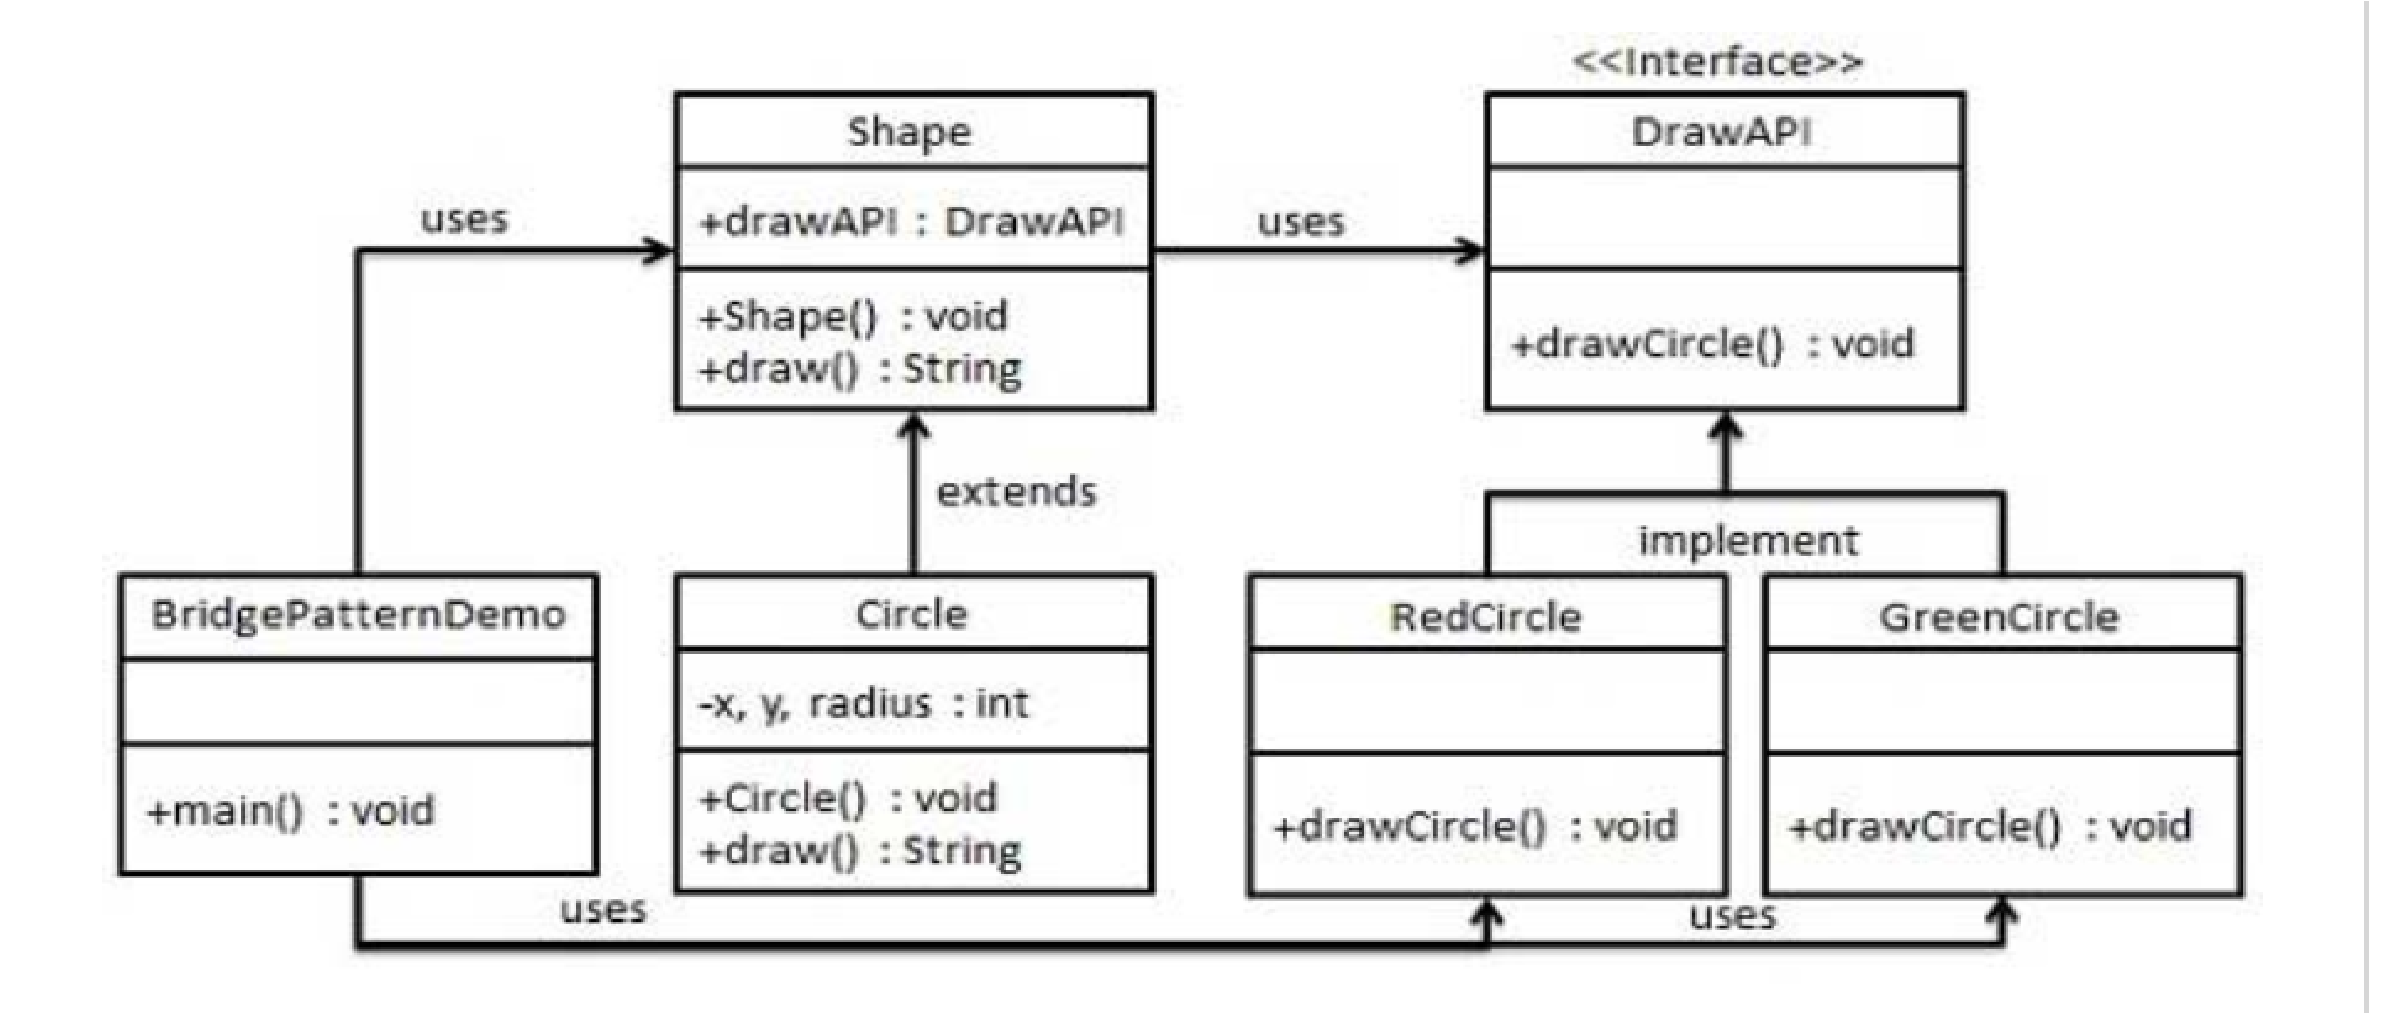 <<Interface>>
Shape
+drawAPI : DrawAPI
+Shape() : void
+draw() : String
DrawAPI
+drawCircle() : void
uses
uses
extends
implement
BridgePatternDemo
+main() : void
Circle
-x, y, radius : int
+Circle() : void
+draw() : String
RedCircle
+drawCircle() : void
GreenCircle
+drawCircle() : void
uses
uses